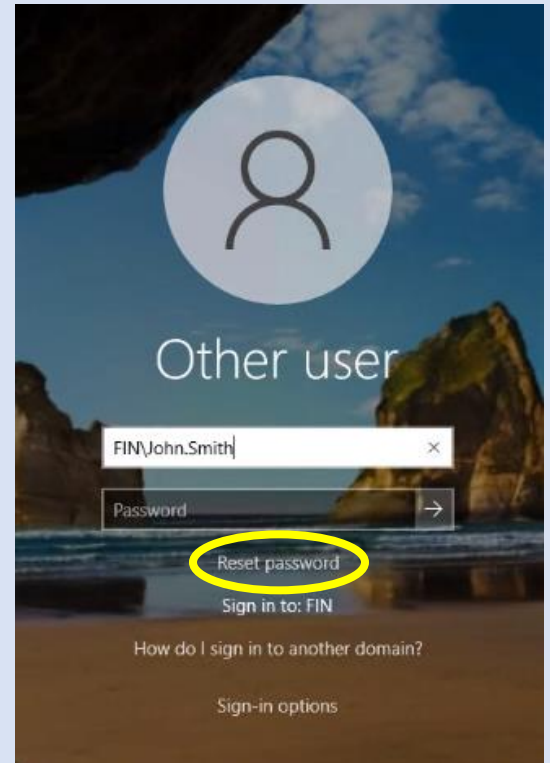 Other user
FIN\John.Smith
Password
Reset password
Sign in to: FIN
How do I sign in to another domain?
Sign-in options